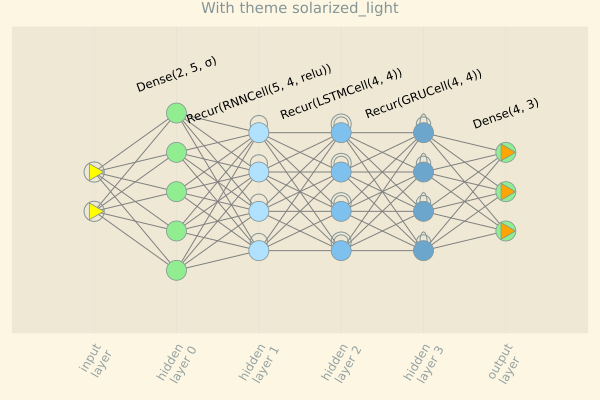 With theme solarized_light
Dense(2, 5, σ)
Recur(RNNCell(5, 4, relu))
Recur(LSTMCell(4, 4))
Recur(GRUCell(4, 4))
Dense(4, 3)
input
layer
hidden
layer 0
hidden
layer 1
hidden
layer 2
hidden
layer 3
output
layer